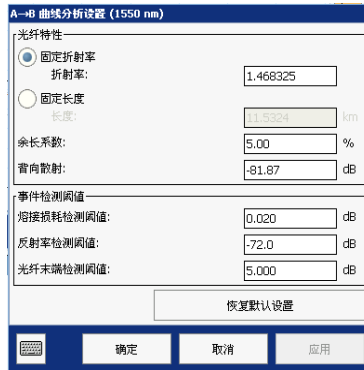 A→B 曲线分析设置 (1550 nm)
光纤特性
固定折射率
折射率: 1.468325
固定长度
长度: 11.5324 km
余长系数: 5.00 %
背向散射: -81.87 dB
事件检测阈值
熔接损耗检测阈值: 0.020 dB
反射率检测阈值: -72.0 dB
光纤末端检测阈值: 5.000 dB
恢复默认设置
确定 取消 应用